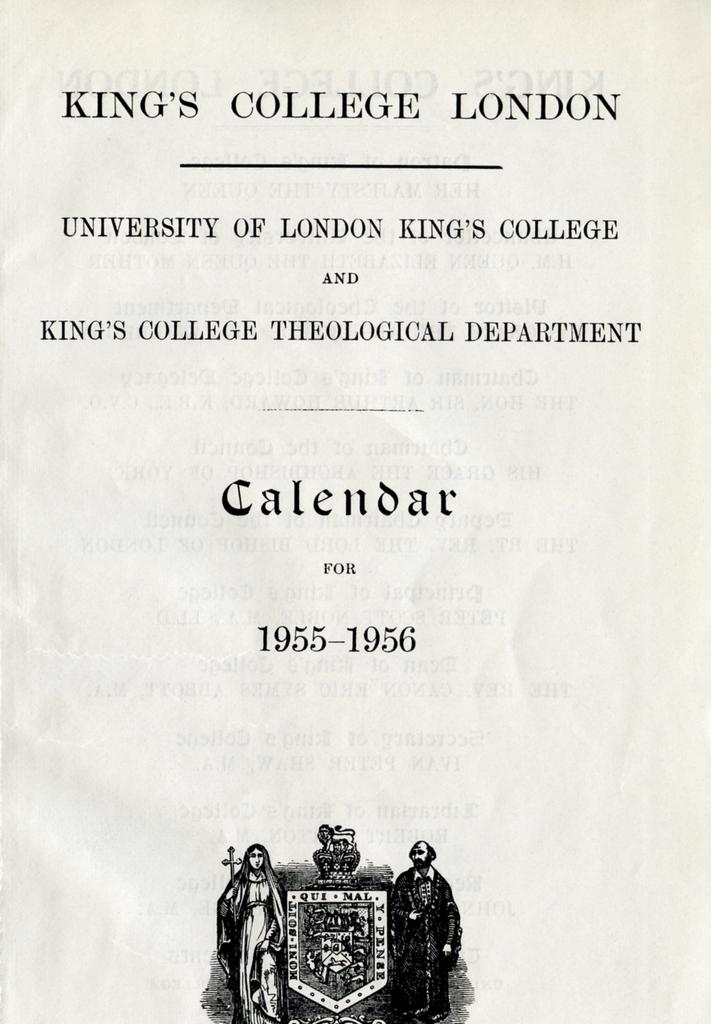 KING'S COLLEGE LONDON
UNIVERSITY OF LONDON KING'S COLLEGE
AND
KING'S COLLEGE THEOLOGICAL DEPARTMENT
Calendar
FOR
1955–1956
HONI·SOIT·QUI·MAL·Y·PENSE